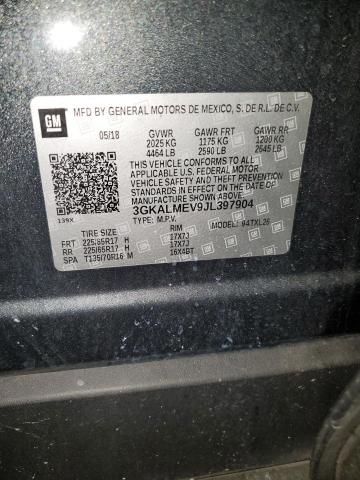 GM
MFD BY GENERAL MOTORS DE MEXICO, S. DE R.L. DE C.V.
05/18 GVWR GAWR FRT GAWR RR
2025 KG 1175 KG 1200 KG
4464 LB 2590 LB 2645 LB
THIS VEHICLE CONFORMS TO ALL
APPLICABLE U.S. FEDERAL MOTOR
VEHICLE SAFETY AND THEFT PREVENTION
STANDARDS IN EFFECT ON THE DATE OF
MANUFACTURE SHOWN ABOVE.
139X 3GKALMEV9JL397904
TYPE: M.P.V. MODEL: 94TXL26
TIRE SIZE RIM
FRT 225/65R17 H 17X7J
RR 225/65R17 H 17X7J
SPA T135/70R16 M 16X4BT